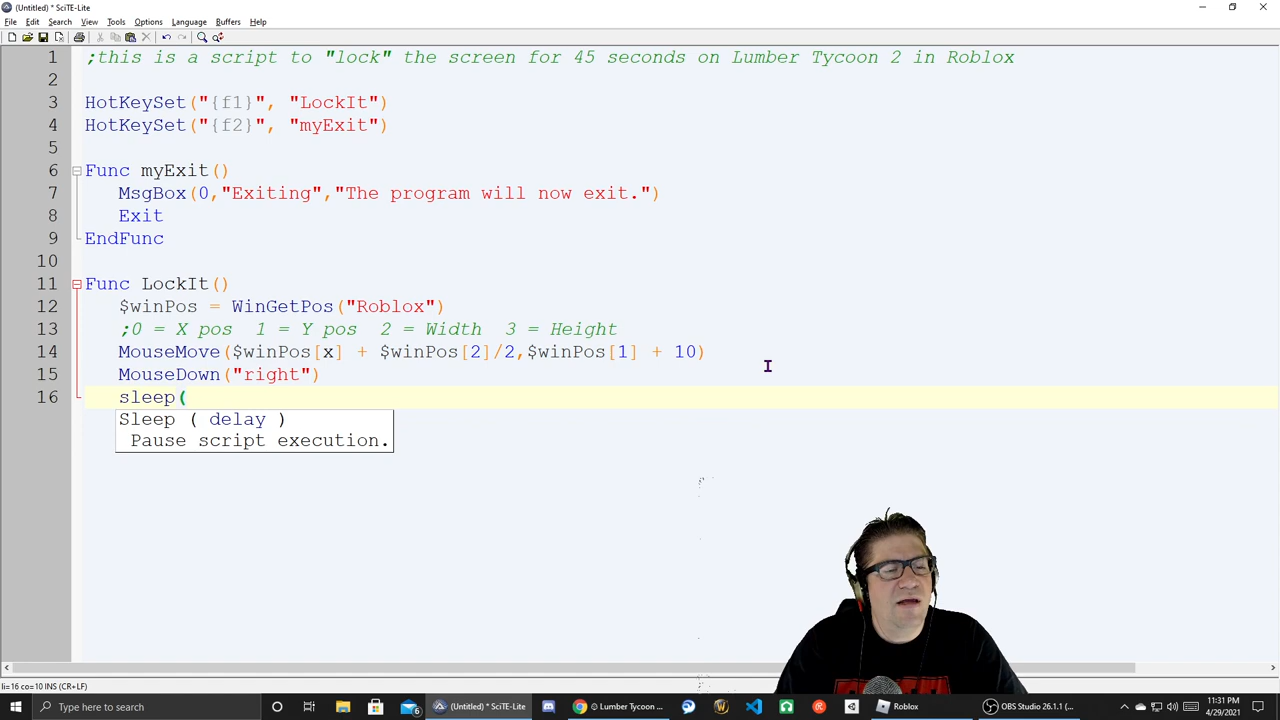 (Untitled) * SciTE-Lite
File Edit Search View Tools Options Language Buffers Help
1 ;this is a script to "lock" the screen for 45 seconds on Lumber Tycoon 2 in Roblox
2
3 HotKeySet("{f1}", "LockIt")
4 HotKeySet("{f2}", "myExit")
5
6 Func myExit()
7 MsgBox(0,"Exiting","The program will now exit.")
8 Exit
9 EndFunc
10
11 Func LockIt()
12 $winPos = WinGetPos("Roblox")
13 ;0 = X pos 1 = Y pos 2 = Width 3 = Height
14 MouseMove($winPos[x] + $winPos[2]/2,$winPos[1] + 10)
15 MouseDown("right")
16 sleep(
Sleep ( delay )
Pause script execution.
li=16 co=10 INS (CR+LF)
Type here to search
6
(Untitled) * SciTE-Lite
Lumber Tycoon ...
Roblox
OBS Studio 26.1.1 (...
11:31 PM
4/29/2021